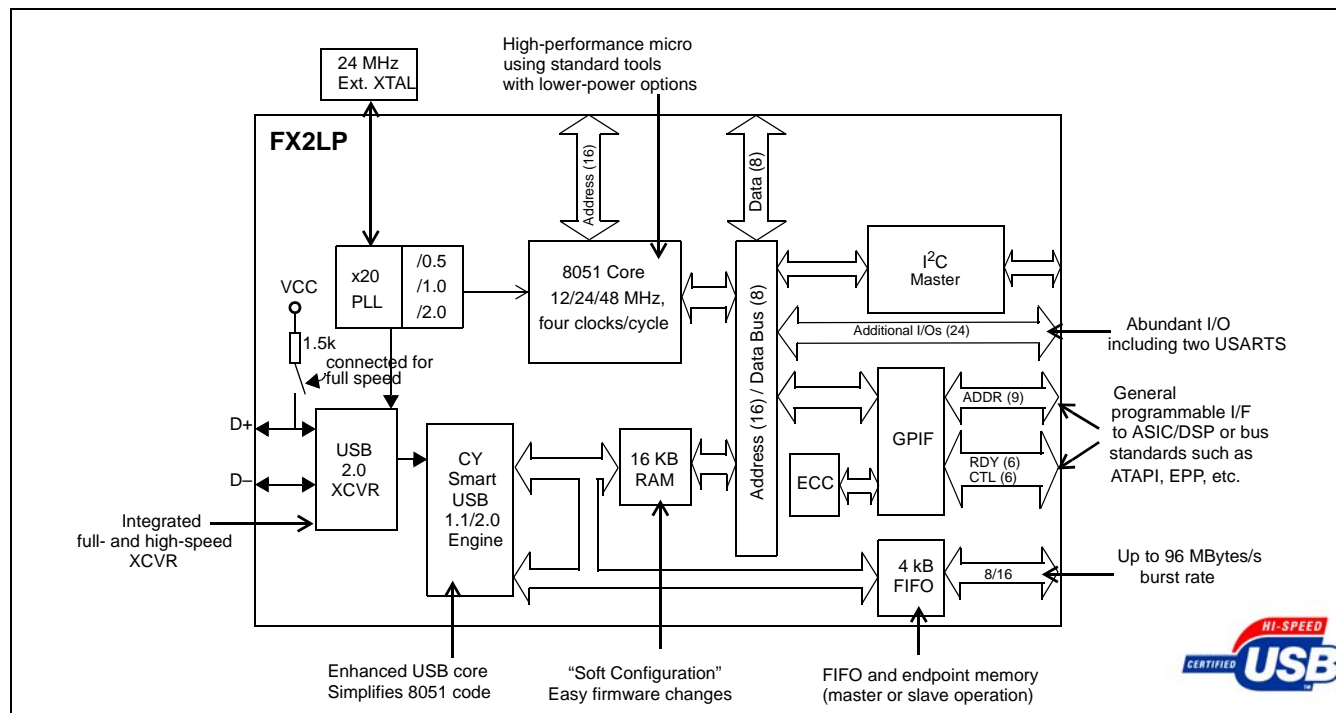 High-performance micro
using standard tools
with lower-power options
24 MHz
Ext. XTAL
FX2LP
Address (16)
Data (8)
x20
PLL
/0.5
/1.0
/2.0
8051 Core
12/24/48 MHz,
four clocks/cycle
I2C
Master
VCC
1.5k
connected for
full speed
Additional I/Os (24)
Abundant I/O
including two USARTS
Address (16) / Data Bus (8)
ADDR (9)
GPIF
RDY (6)
CTL (6)
General
programmable I/F
to ASIC/DSP or bus
standards such as
ATAPI, EPP, etc.
D+
D–
USB
2.0
XCVR
CY
Smart
USB
1.1/2.0
Engine
16 KB
RAM
ECC
Integrated
full- and high-speed
XCVR
4 kB
FIFO
8/16
Up to 96 MBytes/s
burst rate
Enhanced USB core
Simplifies 8051 code
“Soft Configuration”
Easy firmware changes
FIFO and endpoint memory
(master or slave operation)
HI-SPEED
CERTIFIED
USB
TM